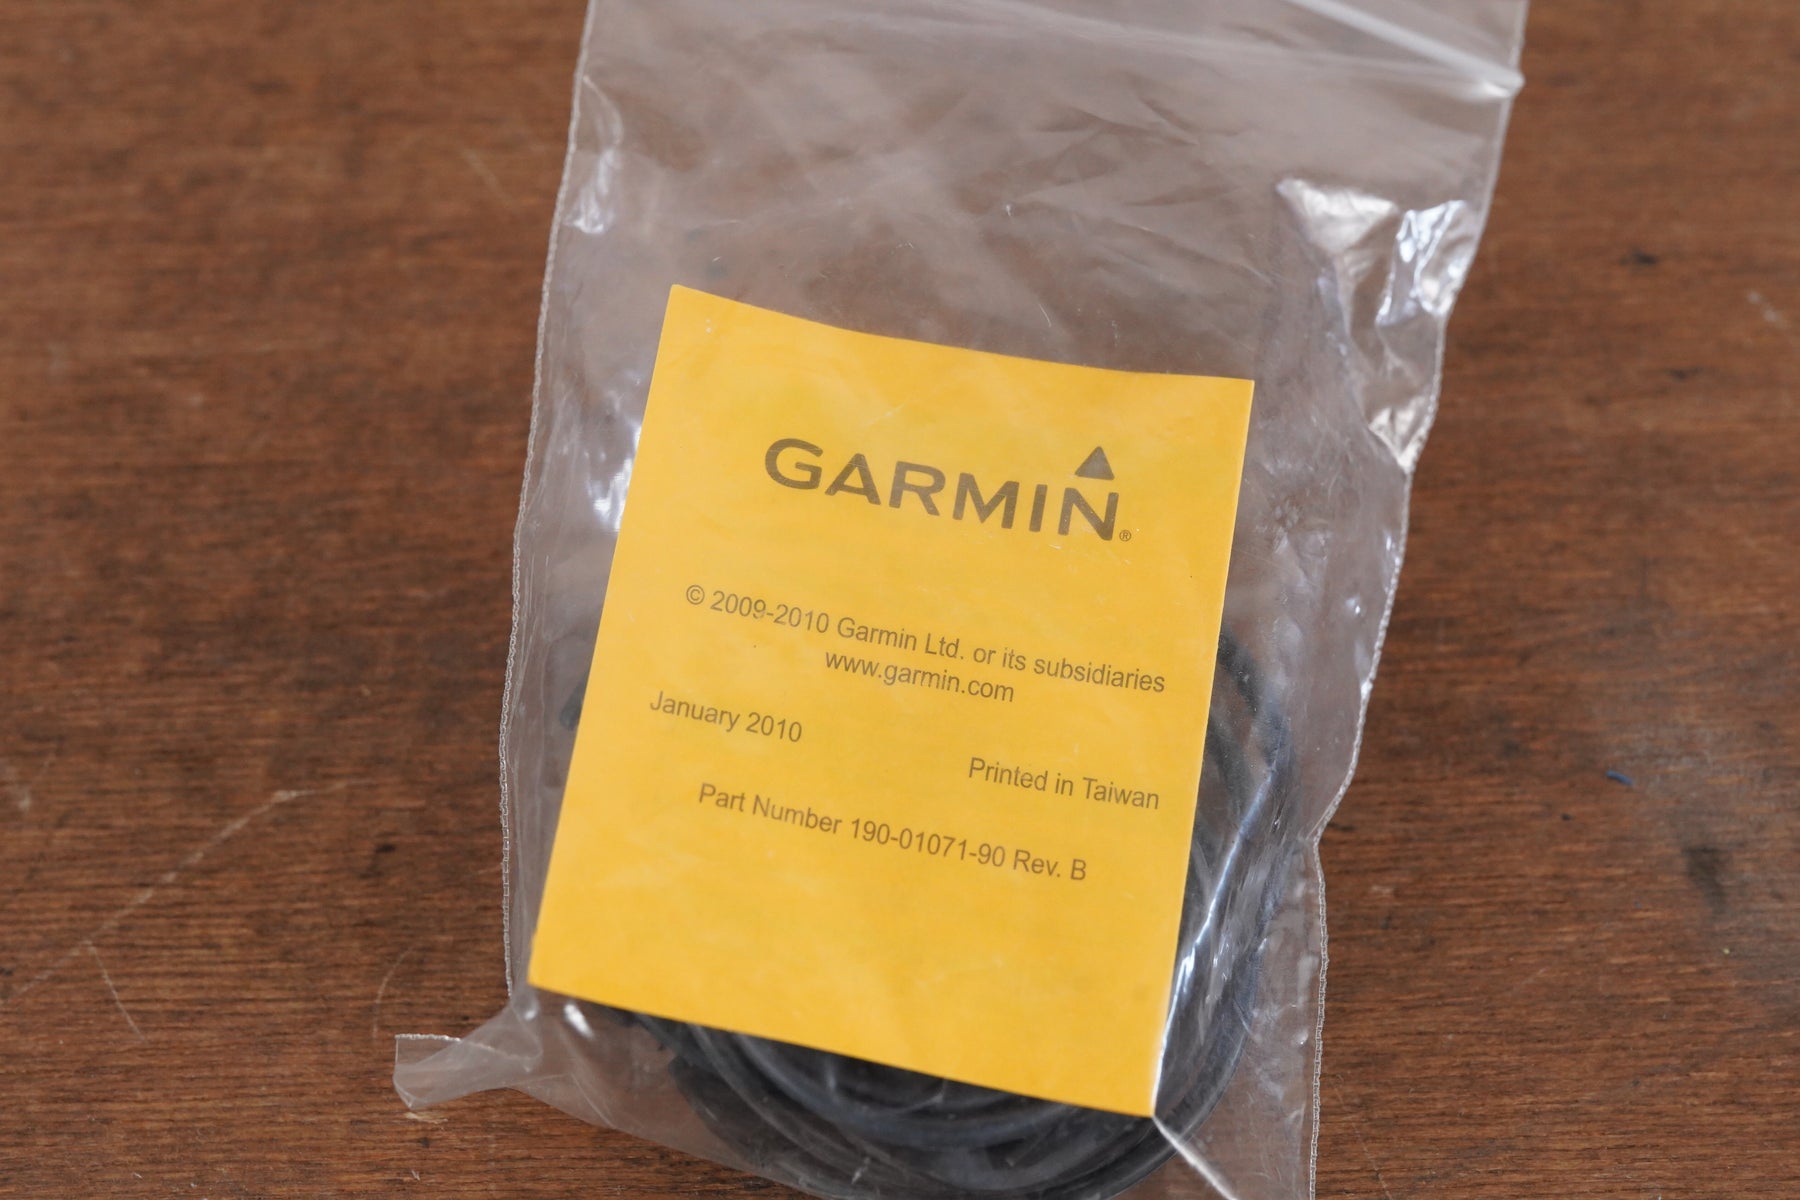 GARMIN®
© 2009-2010 Garmin Ltd. or its subsidiaries
www.garmin.com
January 2010
Printed in Taiwan
Part Number 190-01071-90 Rev. B